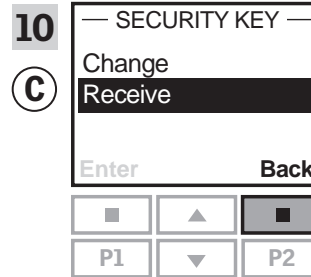 10
C
SECURITY KEY
Change
Receive
Enter Back
P1 P2